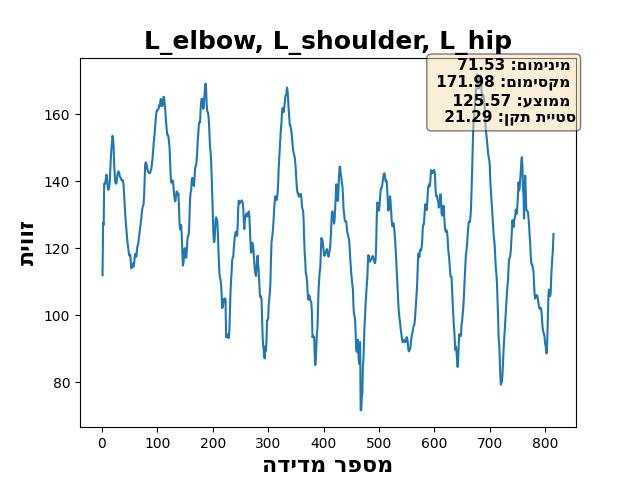 L_elbow, L_shoulder, L_hip
מינימום: 71.53
מקסימום: 171.98
ממוצע: 125.57
סטיית תקן: 21.29
160
140
120
100
80
זווית
0 100 200 300 400 500 600 700 800
מספר מדידה